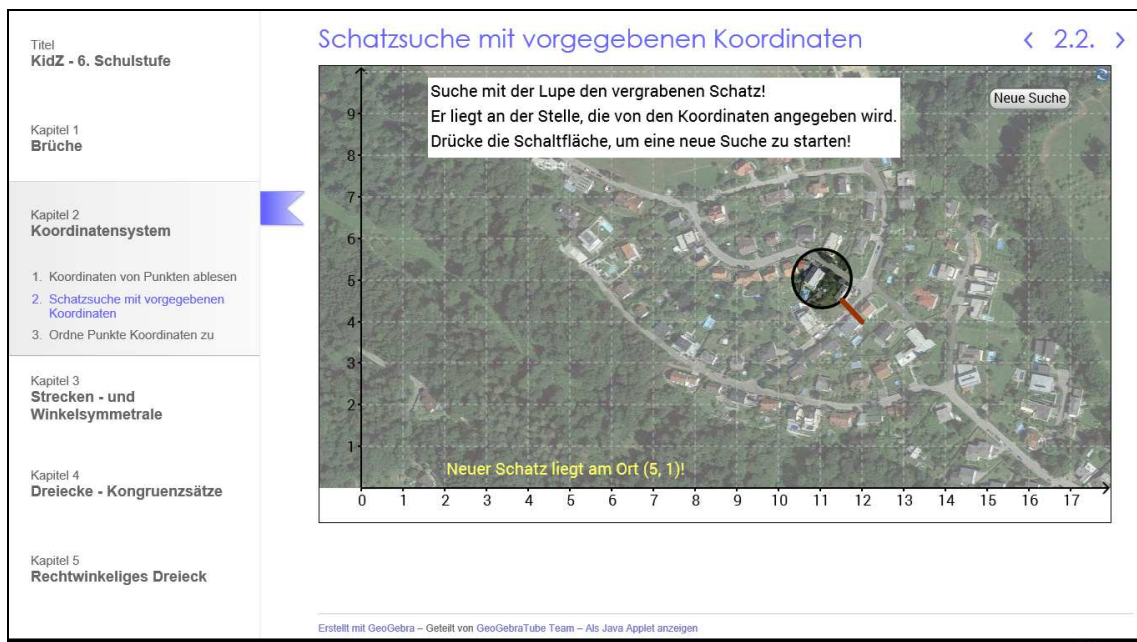 Titel
KidZ - 6. Schulstufe
Kapitel 1
Brüche
Kapitel 2
Koordinatensystem
1. Koordinaten von Punkten ablesen
2. Schatzsuche mit vorgegebenen
Koordinaten
3. Ordne Punkte Koordinaten zu
Kapitel 3
Strecken - und
Winkelsymmetrale
Kapitel 4
Dreiecke - Kongruenzsätze
Kapitel 5
Rechtwinkeliges Dreieck
Schatzsuche mit vorgegebenen Koordinaten
< 2.2. >
Suche mit der Lupe den vergrabenen Schatz!
Er liegt an der Stelle, die von den Koordinaten angegeben wird.
Drücke die Schaltfläche, um eine neue Suche zu starten!
Neue Suche
9
8
7
6
5
4
3
2
1
Neuer Schatz liegt am Ort (5, 1)!
0 1 2 3 4 5 6 7 8 9 10 11 12 13 14 15 16 17
Erstellt mit GeoGebra – Geteilt von GeoGebraTube Team – Als Java Applet anzeigen